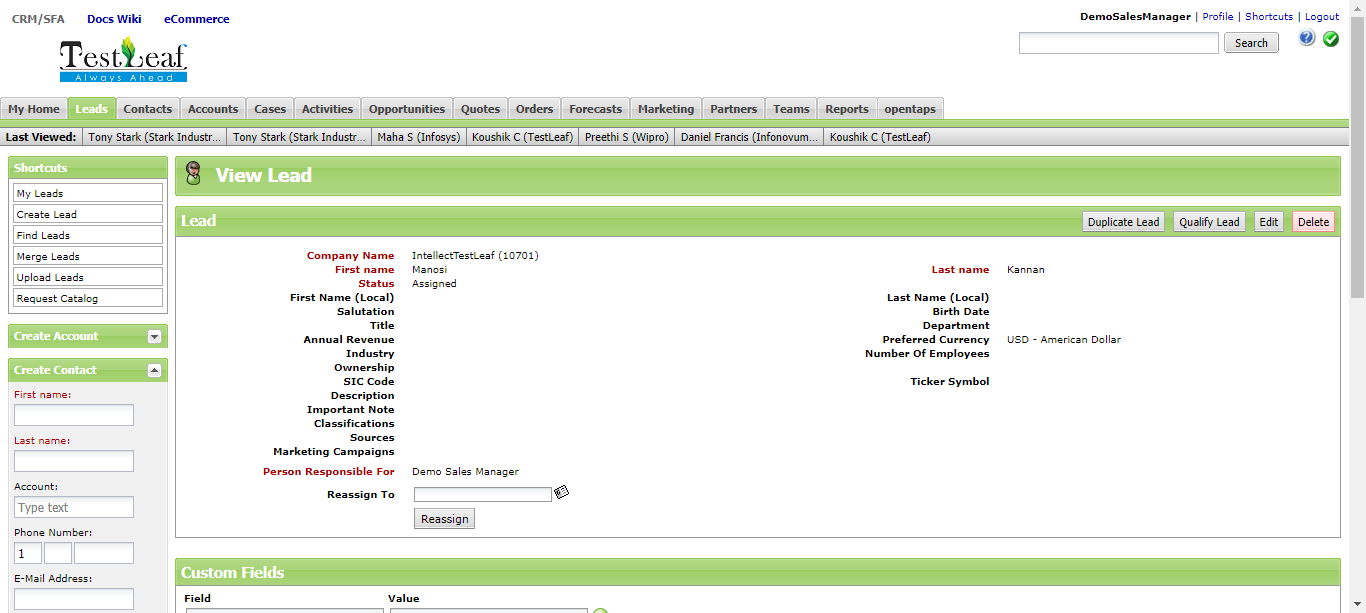 CRM/SFA Docs Wiki eCommerce
DemoSalesManager | Profile | Shortcuts | Logout
TestLeaf
Always Ahead
Search
My Home Leads Contacts Accounts Cases Activities Opportunities Quotes Orders Forecasts Marketing Partners Teams Reports opentaps
Last Viewed: Tony Stark (Stark Industr... Tony Stark (Stark Industr... Maha S (Infosys) Koushik C (TestLeaf) Preethi S (Wipro) Daniel Francis (Infonovum... Koushik C (TestLeaf)
Shortcuts
My Leads
Create Lead
Find Leads
Merge Leads
Upload Leads
Request Catalog
Create Account
Create Contact
First name:
Last name:
Account:
Type text
Phone Number:
1
E-Mail Address:
View Lead
Lead Duplicate Lead Qualify Lead Edit Delete
Company Name IntellectTestLeaf (10701)
First name Manosi Last name Kannan
Status Assigned
First Name (Local) Last Name (Local)
Salutation Birth Date
Title Department
Annual Revenue Preferred Currency USD - American Dollar
Industry Number Of Employees
Ownership
SIC Code Ticker Symbol
Description
Important Note
Classifications
Sources
Marketing Campaigns
Person Responsible For Demo Sales Manager
Reassign To
Reassign
Custom Fields
Field Value